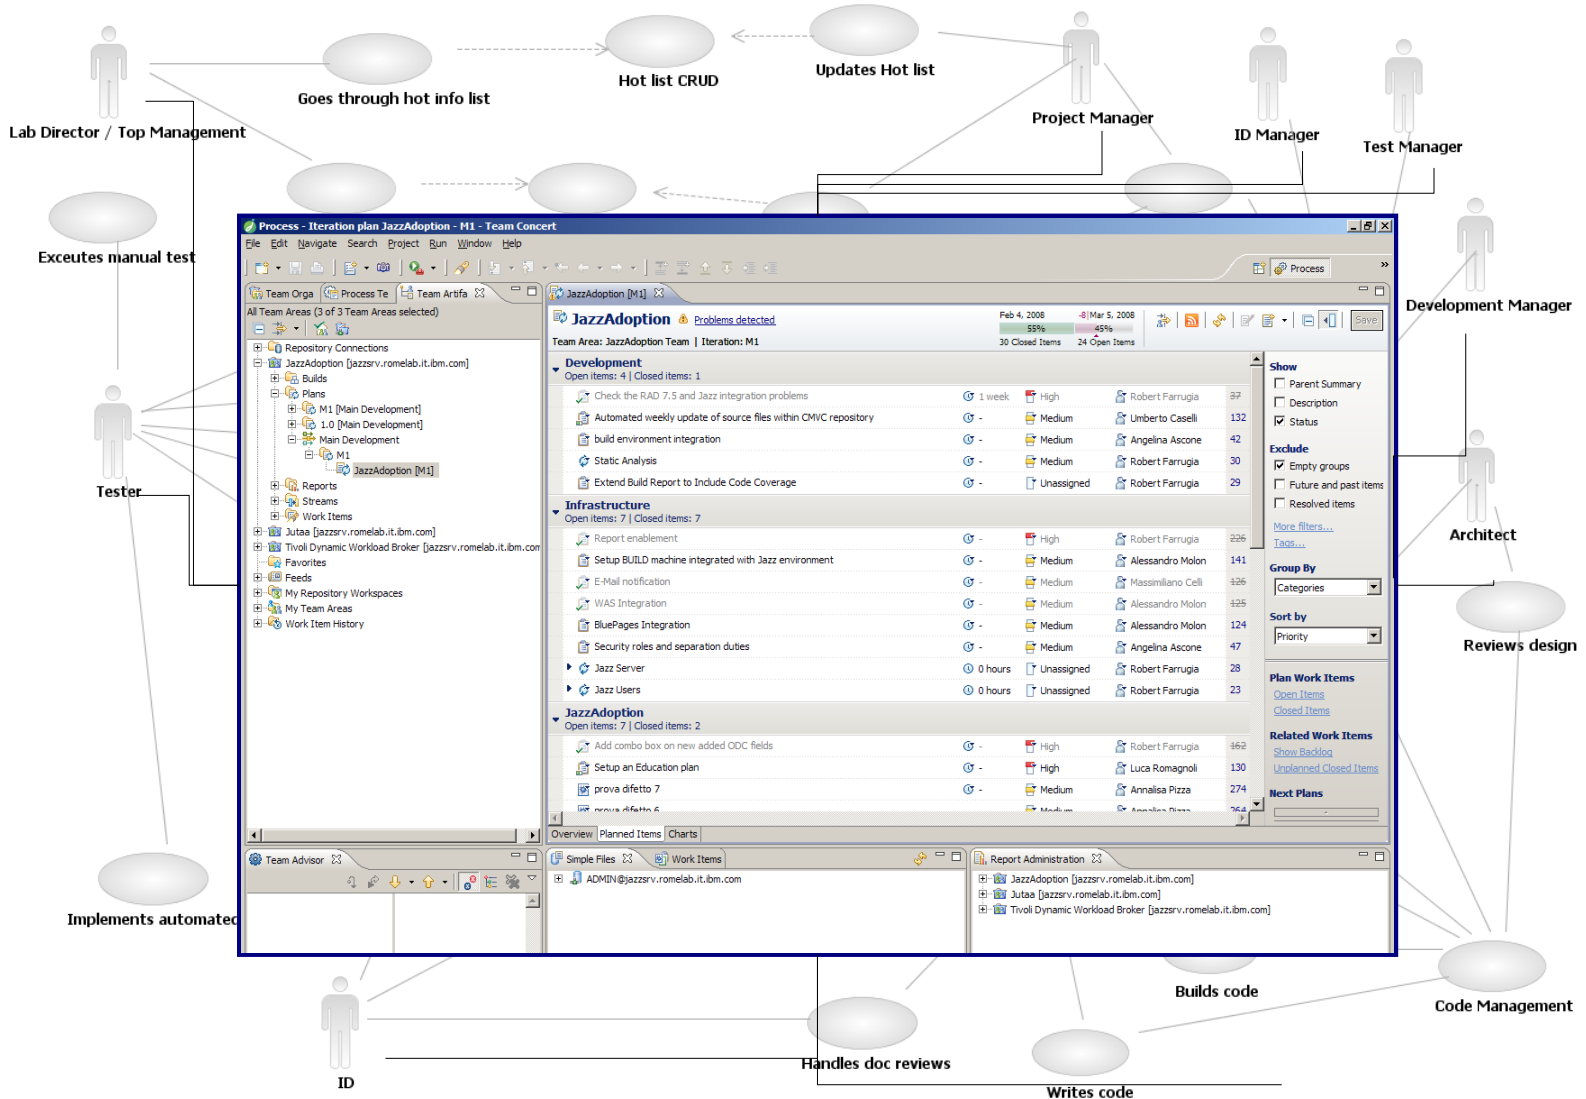 Goes through hot info list
Hot list CRUD
Updates Hot list
Lab Director / Top Management
Project Manager
ID Manager
Test Manager
Exceutes manual test
Development Manager
Tester
Architect
Reviews design
Implements automated
Builds code
Code Management
Handles doc reviews
ID
Writes code
Process - Iteration plan JazzAdoption - M1 - Team Concert
File Edit Navigate Search Project Run Window Help
Process
»
Team Orga Process Te Team Artifa
All Team Areas (3 of 3 Team Areas selected)
Repository Connections
JazzAdoption [jazzsrv.romelab.it.ibm.com]
Builds
Plans
M1 [Main Development]
1.0 [Main Development]
Main Development
M1
JazzAdoption [M1]
Reports
Streams
Work Items
Jutaa [jazzsrv.romelab.it.ibm.com]
Tivoli Dynamic Workload Broker [jazzsrv.romelab.it.ibm.com
Favorites
Feeds
My Repository Workspaces
My Team Areas
Work Item History
JazzAdoption [M1]
JazzAdoption Problems detected
Feb 4, 2008 -8|Mar 5, 2008
55% 45%
30 Closed Items 24 Open Items
Save
Team Area: JazzAdoption Team | Iteration: M1
Development
Open items: 4 | Closed items: 1
Check the RAD 7.5 and Jazz integration problems 1 week High Robert Farrugia 37
Automated weekly update of source files within CMVC repository - Medium Umberto Caselli 132
build environment integration - Medium Angelina Ascone 42
Static Analysis - Medium Robert Farrugia 30
Extend Build Report to Include Code Coverage - Unassigned Robert Farrugia 29
Infrastructure
Open items: 7 | Closed items: 7
Report enablement - High Robert Farrugia 226
Setup BUILD machine integrated with Jazz environment - Medium Alessandro Molon 141
E-Mail notification - Medium Massimiliano Celli 126
WAS Integration - Medium Alessandro Molon 125
BluePages Integration - Medium Alessandro Molon 124
Security roles and separation duties - Medium Angelina Ascone 47
Jazz Server 0 hours Unassigned Robert Farrugia 28
Jazz Users 0 hours Unassigned Robert Farrugia 23
JazzAdoption
Open items: 7 | Closed items: 2
Add combo box on new added ODC fields - High Robert Farrugia 162
Setup an Education plan - High Luca Romagnoli 130
prova difetto 7 - Medium Annalisa Pizza 274
prova difetto 6 Medium Annalisa Pizza 264
Overview Planned Items Charts
Show
Parent Summary
Description
Status
Exclude
Empty groups
Future and past items
Resolved items
More filters...
Tags...
Group By
Categories
Sort by
Priority
Plan Work Items
Open Items
Closed Items
Related Work Items
Show Backlog
Unplanned Closed Items
Next Plans
-
Team Advisor
Simple Files Work Items
ADMIN@jazzsrv.romelab.it.ibm.com
Report Administration
JazzAdoption [jazzsrv.romelab.it.ibm.com]
Jutaa [jazzsrv.romelab.it.ibm.com]
Tivoli Dynamic Workload Broker [jazzsrv.romelab.it.ibm.com]